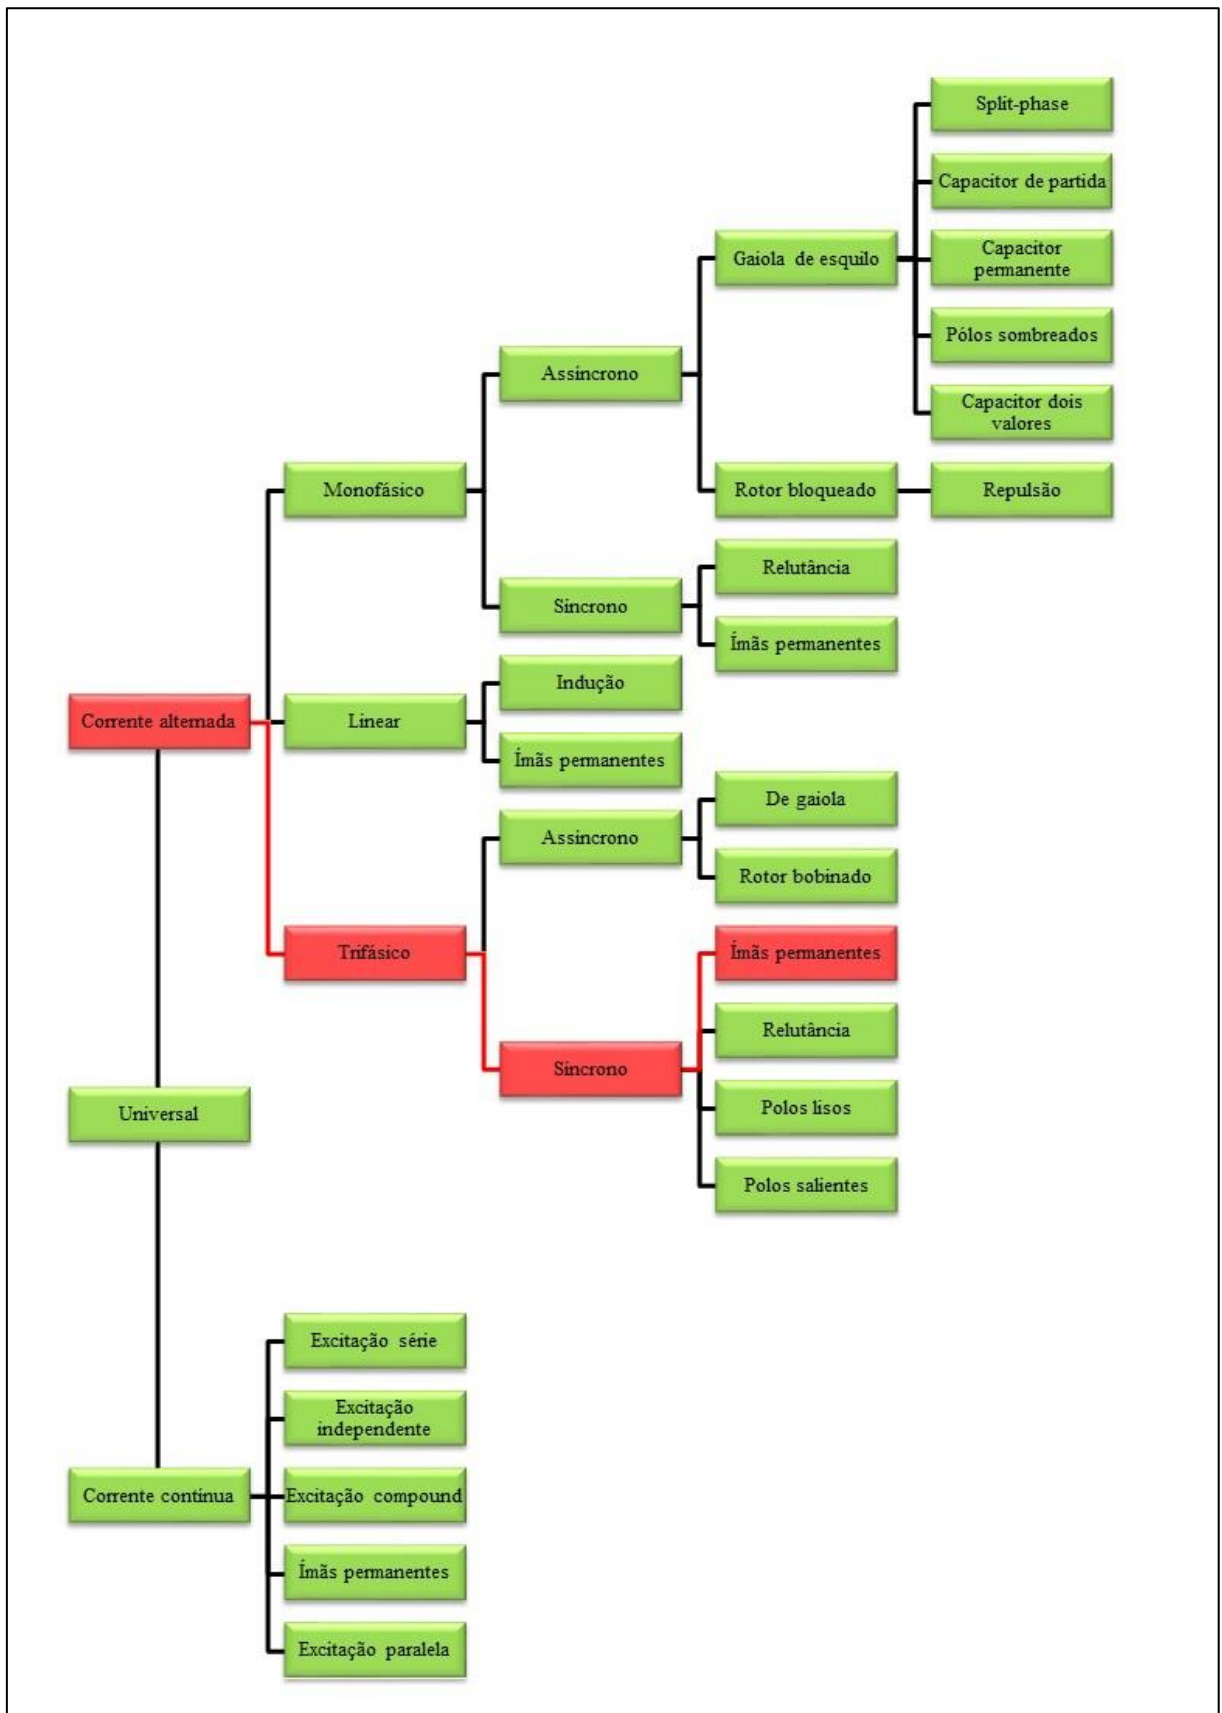 Split-phase
Capacitor de partida
Gaiola de esquilo
Capacitor
permanente
Pólos sombreados
Assíncrono
Capacitor dois
valores
Monofásico
Rotor bloqueado
Repulsão
Relutância
Síncrono
Ímãs permanentes
Indução
Corrente alternada
Linear
Ímãs permanentes
De gaiola
Assíncrono
Rotor bobinado
Trifásico
Ímãs permanentes
Relutância
Síncrono
Polos lisos
Universal
Polos salientes
Excitação série
Excitação
independente
Corrente contínua
Excitação compound
Ímãs permanentes
Excitação paralela